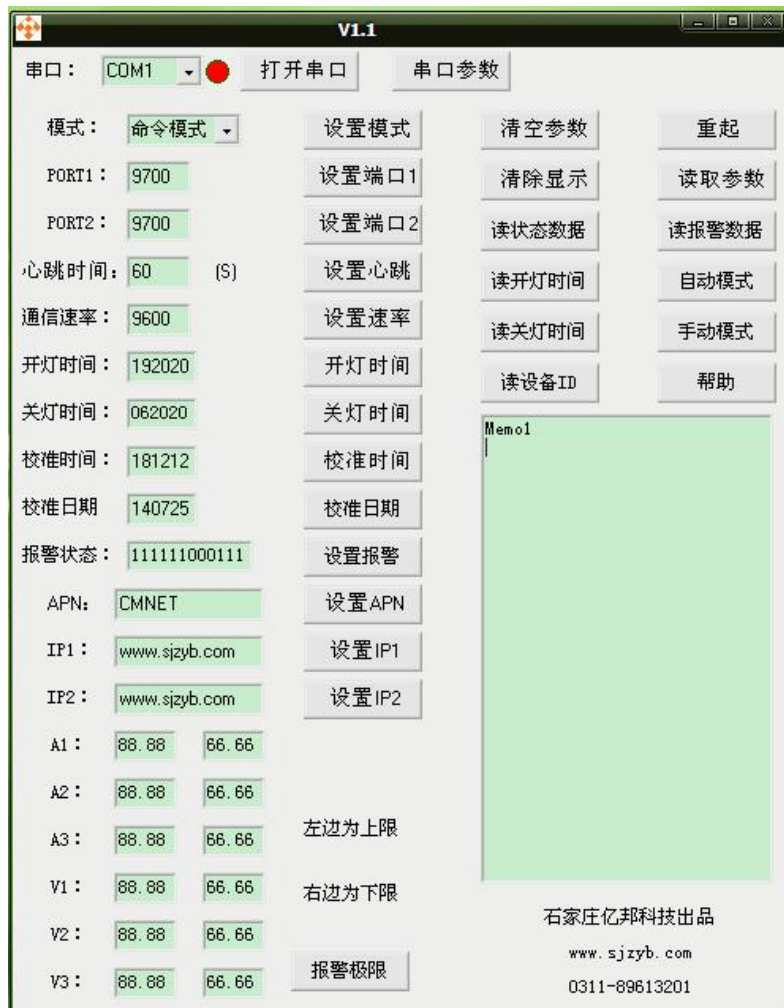 V1.1
串口： COM1 打开串口 串口参数
模式： 命令模式 设置模式 清空参数 重起
PORT1： 9700 设置端口1 清除显示 读取参数
PORT2： 9700 设置端口2 读状态数据 读报警数据
心跳时间： 60 (S) 设置心跳 读开灯时间 自动模式
通信速率： 9600 设置速率 读关灯时间 手动模式
开灯时间： 192020 开灯时间 读设备ID 帮助
关灯时间： 062020 关灯时间
Memo1
校准时间： 181212 校准时间
校准日期 140725 校准日期
报警状态： 111111000111 设置报警
APN： CMNET 设置APN
IP1： www.sjzyb.com 设置IP1
IP2： www.sjzyb.com 设置IP2
A1： 88.88 66.66
A2： 88.88 66.66
A3： 88.88 66.66 左边为上限
V1： 88.88 66.66 右边为下限
V2： 88.88 66.66
V3： 88.88 66.66 报警极限
石家庄亿邦科技出品
www.sjzyb.com
0311-89613201